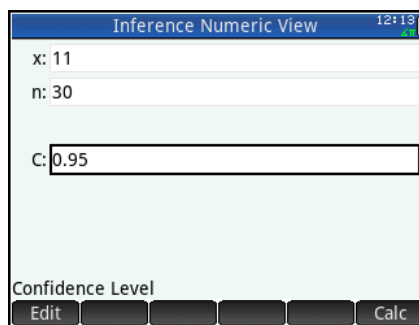 Inference Numeric View 12:13
∡π
x: 11
n: 30
C: 0.95
Confidence Level
Edit Calc